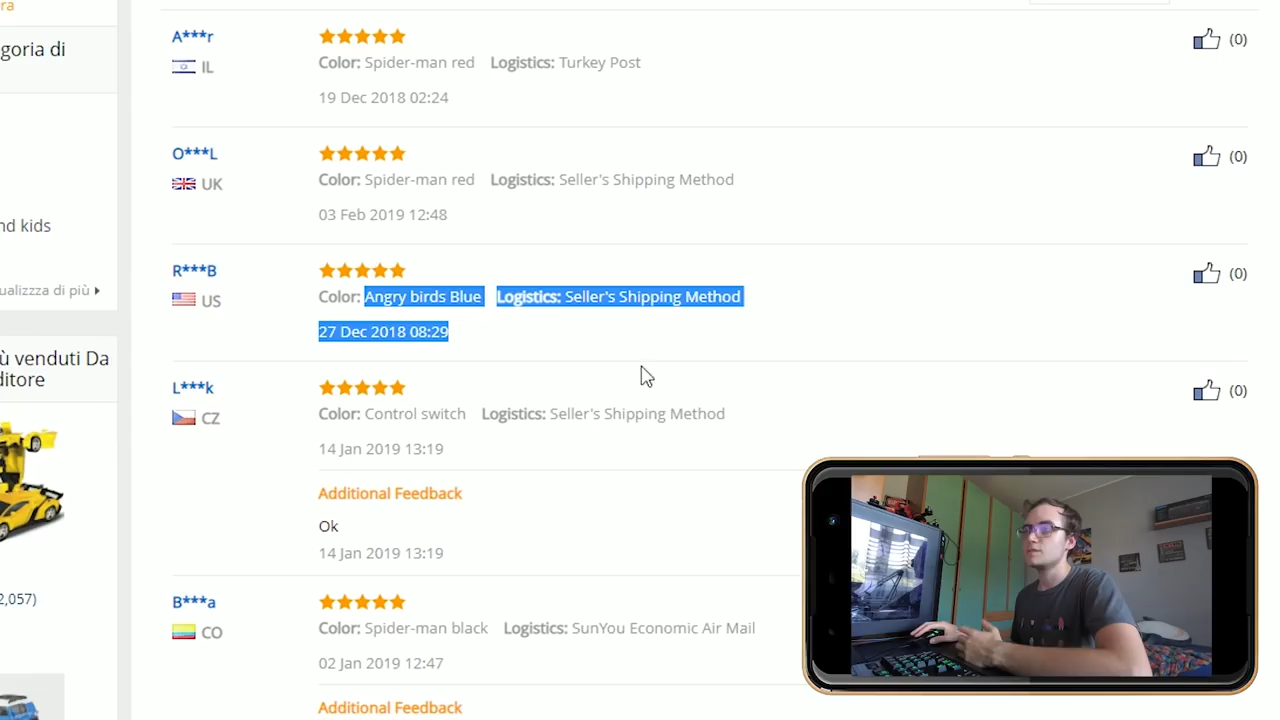 ra
goria di
nd kids
ualizzza di più
ù venduti Da
ditore
2,057)
A***r
IL
Color: Spider-man red Logistics: Turkey Post
19 Dec 2018 02:24
(0)
O***L
UK
Color: Spider-man red Logistics: Seller's Shipping Method
03 Feb 2019 12:48
(0)
R***B
US
Color: Angry birds Blue Logistics: Seller's Shipping Method
27 Dec 2018 08:29
(0)
L***k
CZ
Color: Control switch Logistics: Seller's Shipping Method
14 Jan 2019 13:19
(0)
Additional Feedback
Ok
14 Jan 2019 13:19
B***a
CO
Color: Spider-man black Logistics: SunYou Economic Air Mail
02 Jan 2019 12:47
Additional Feedback